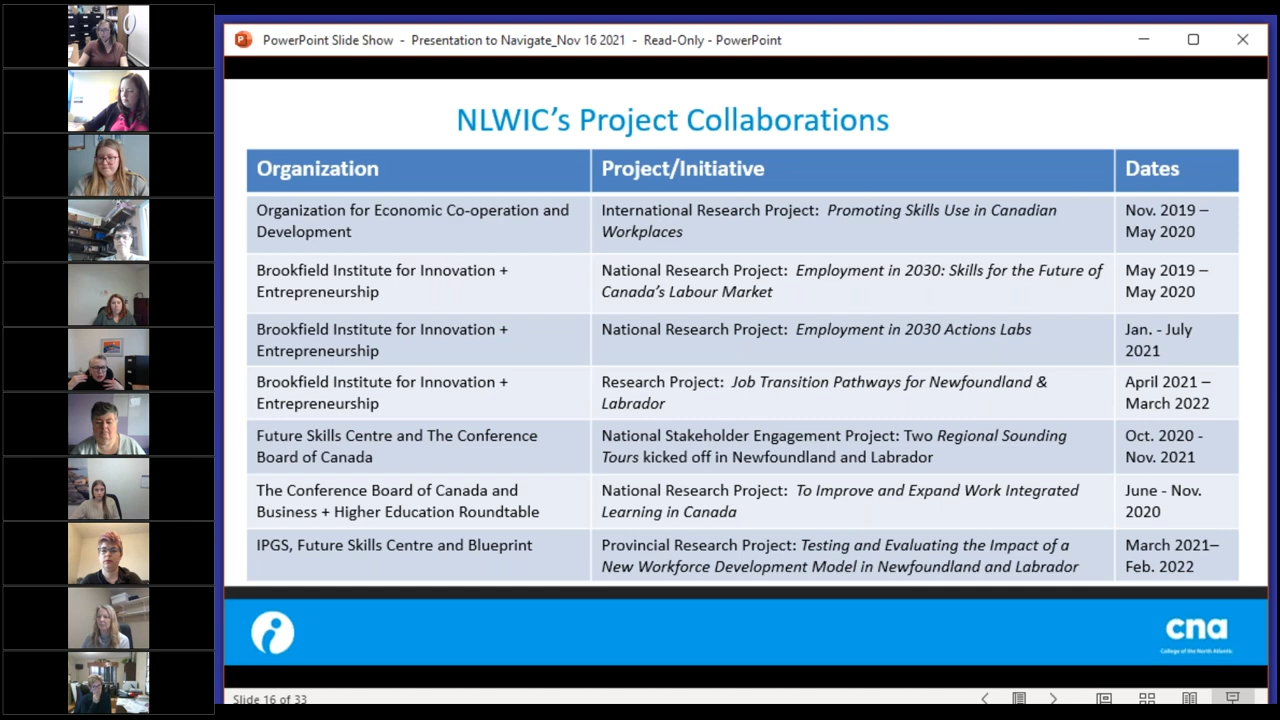 PowerPoint Slide Show - Presentation to Navigate_Nov 16 2021 - Read-Only - PowerPoint
NLWIC's Project Collaborations
Organization Project/Initiative Dates
Organization for Economic Co-operation and International Research Project: Promoting Skills Use in Canadian Nov. 2019 –
Development Workplaces May 2020
Brookfield Institute for Innovation + National Research Project: Employment in 2030: Skills for the Future of May 2019 –
Entrepreneurship Canada's Labour Market May 2020
Brookfield Institute for Innovation + National Research Project: Employment in 2030 Actions Labs Jan. - July
Entrepreneurship 2021
Brookfield Institute for Innovation + Research Project: Job Transition Pathways for Newfoundland & April 2021 –
Entrepreneurship Labrador March 2022
Future Skills Centre and The Conference National Stakeholder Engagement Project: Two Regional Sounding Oct. 2020 -
Board of Canada Tours kicked off in Newfoundland and Labrador Nov. 2021
The Conference Board of Canada and National Research Project: To Improve and Expand Work Integrated June - Nov.
Business + Higher Education Roundtable Learning in Canada 2020
IPGS, Future Skills Centre and Blueprint Provincial Research Project: Testing and Evaluating the Impact of a March 2021–
New Workforce Development Model in Newfoundland and Labrador Feb. 2022
cna
College of the North Atlantic
Slide 16 of 33